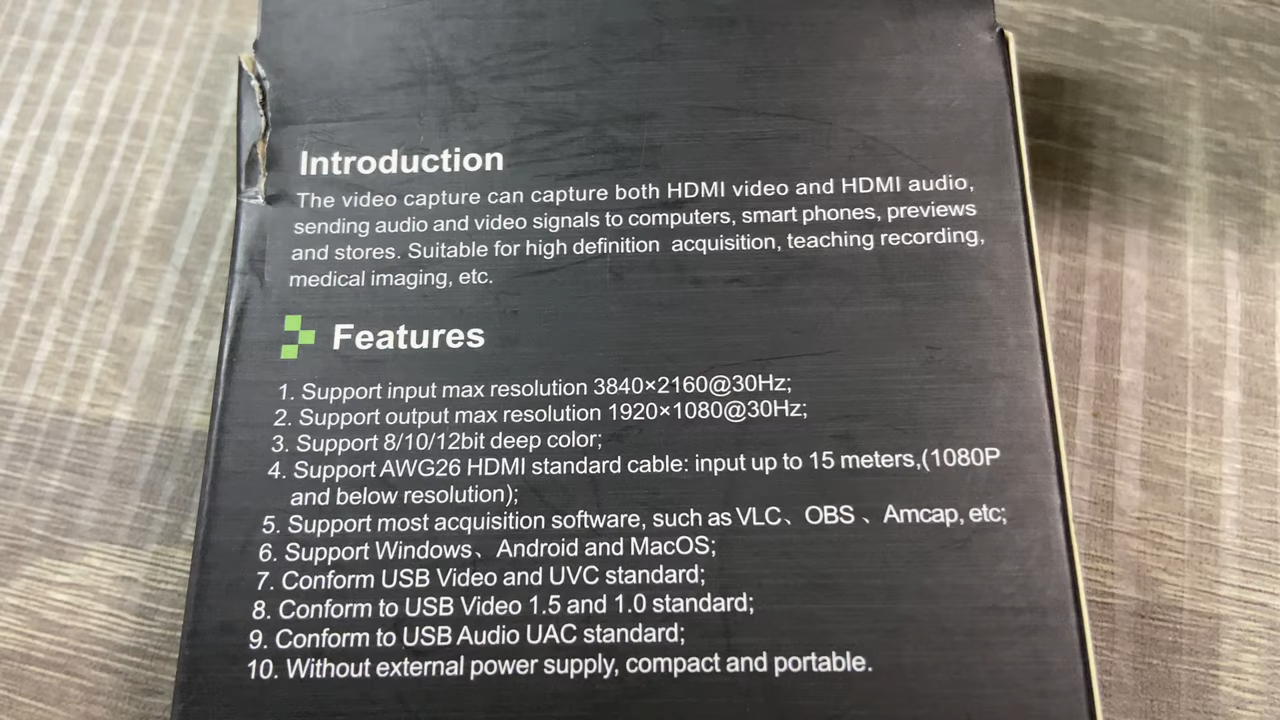 Introduction
The video capture can capture both HDMI video and HDMI audio,
sending audio and video signals to computers, smart phones, previews
and stores. Suitable for high definition acquisition, teaching recording,
medical imaging, etc.
Features
1. Support input max resolution 3840×2160@30Hz;
2. Support output max resolution 1920×1080@30Hz;
3. Support 8/10/12bit deep color;
4. Support AWG26 HDMI standard cable: input up to 15 meters,(1080P
and below resolution);
5. Support most acquisition software, such as VLC、OBS 、Amcap, etc;
6. Support Windows、Android and MacOS;
7. Conform USB Video and UVC standard;
8. Conform to USB Video 1.5 and 1.0 standard;
9. Conform to USB Audio UAC standard;
10. Without external power supply, compact and portable.